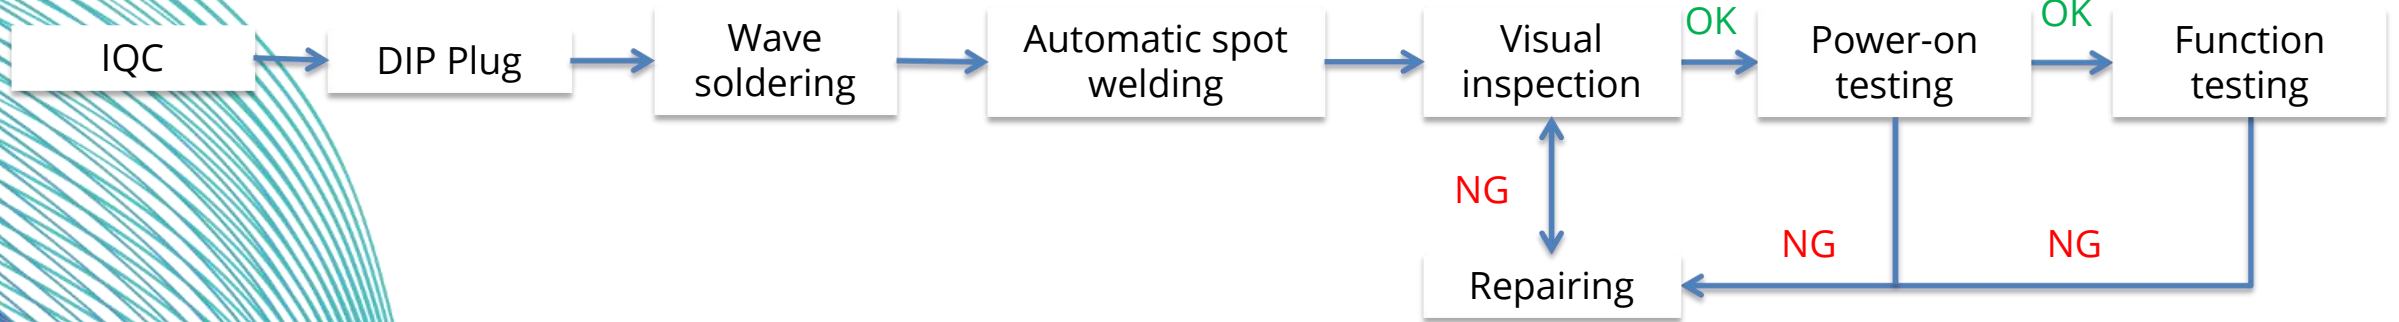 IQC
DIP Plug
Wave
soldering
Automatic spot
welding
Visual
inspection
OK
Power-on
testing
OK
Function
testing
NG
NG
NG
Repairing